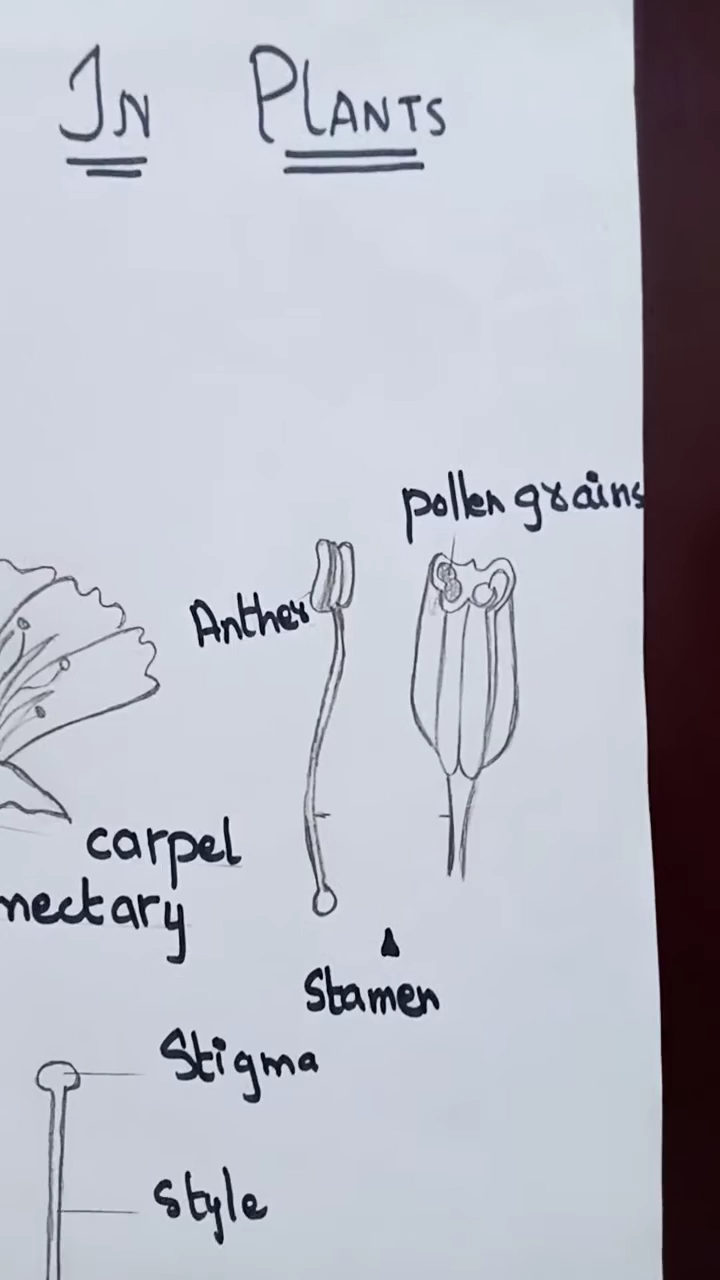 In Plants
pollen grains
Anther
carpel
nectary
Stamen
Stigma
Style